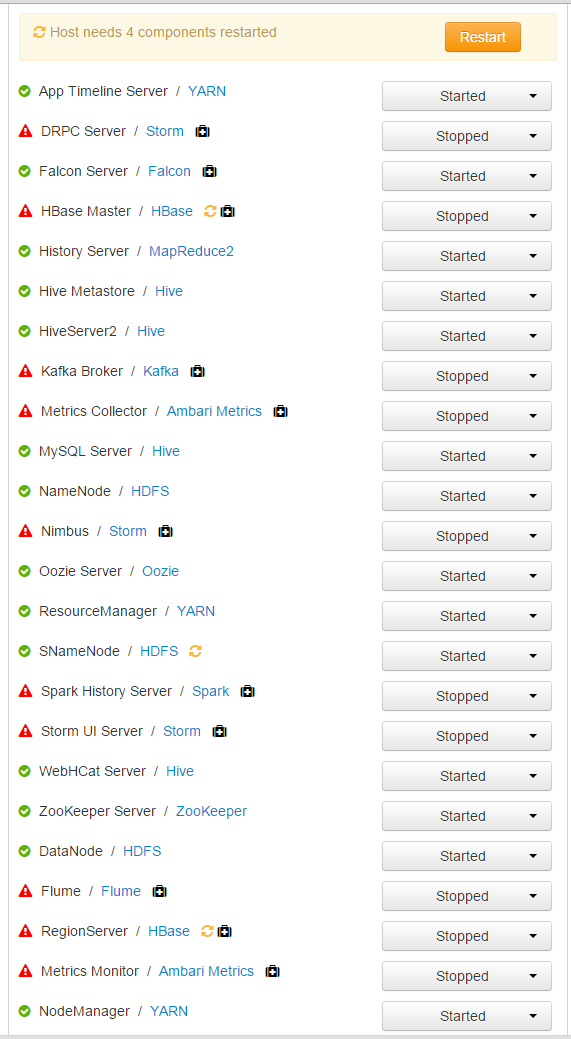 Host needs 4 components restarted Restart
App Timeline Server / YARN Started
DRPC Server / Storm Stopped
Falcon Server / Falcon Started
HBase Master / HBase Stopped
History Server / MapReduce2 Started
Hive Metastore / Hive Started
HiveServer2 / Hive Started
Kafka Broker / Kafka Stopped
Metrics Collector / Ambari Metrics Stopped
MySQL Server / Hive Started
NameNode / HDFS Started
Nimbus / Storm Stopped
Oozie Server / Oozie Started
ResourceManager / YARN Started
SNameNode / HDFS Started
Spark History Server / Spark Stopped
Storm UI Server / Storm Stopped
WebHCat Server / Hive Started
ZooKeeper Server / ZooKeeper Started
DataNode / HDFS Started
Flume / Flume Stopped
RegionServer / HBase Stopped
Metrics Monitor / Ambari Metrics Stopped
NodeManager / YARN Started